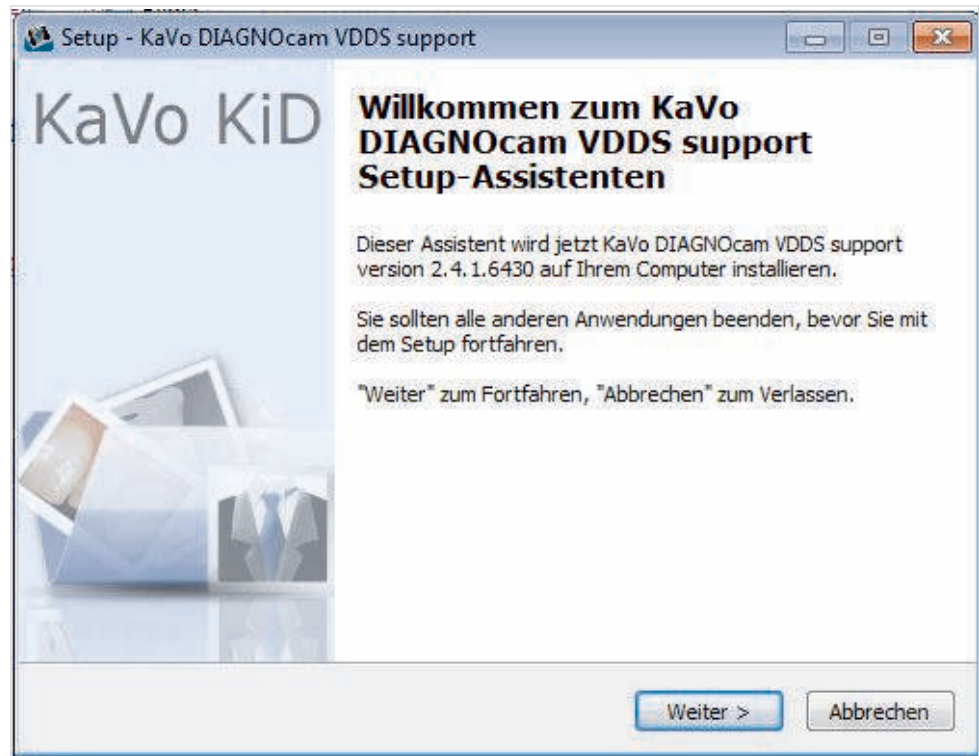 Setup - KaVo DIAGNOcam VDDS support
KaVo KiD
Willkommen zum KaVo
DIAGNOcam VDDS support
Setup-Assistenten
Dieser Assistent wird jetzt KaVo DIAGNOcam VDDS support
version 2.4.1.6430 auf Ihrem Computer installieren.
Sie sollten alle anderen Anwendungen beenden, bevor Sie mit
dem Setup fortfahren.
"Weiter" zum Fortfahren, "Abbrechen" zum Verlassen.
Weiter >
Abbrechen